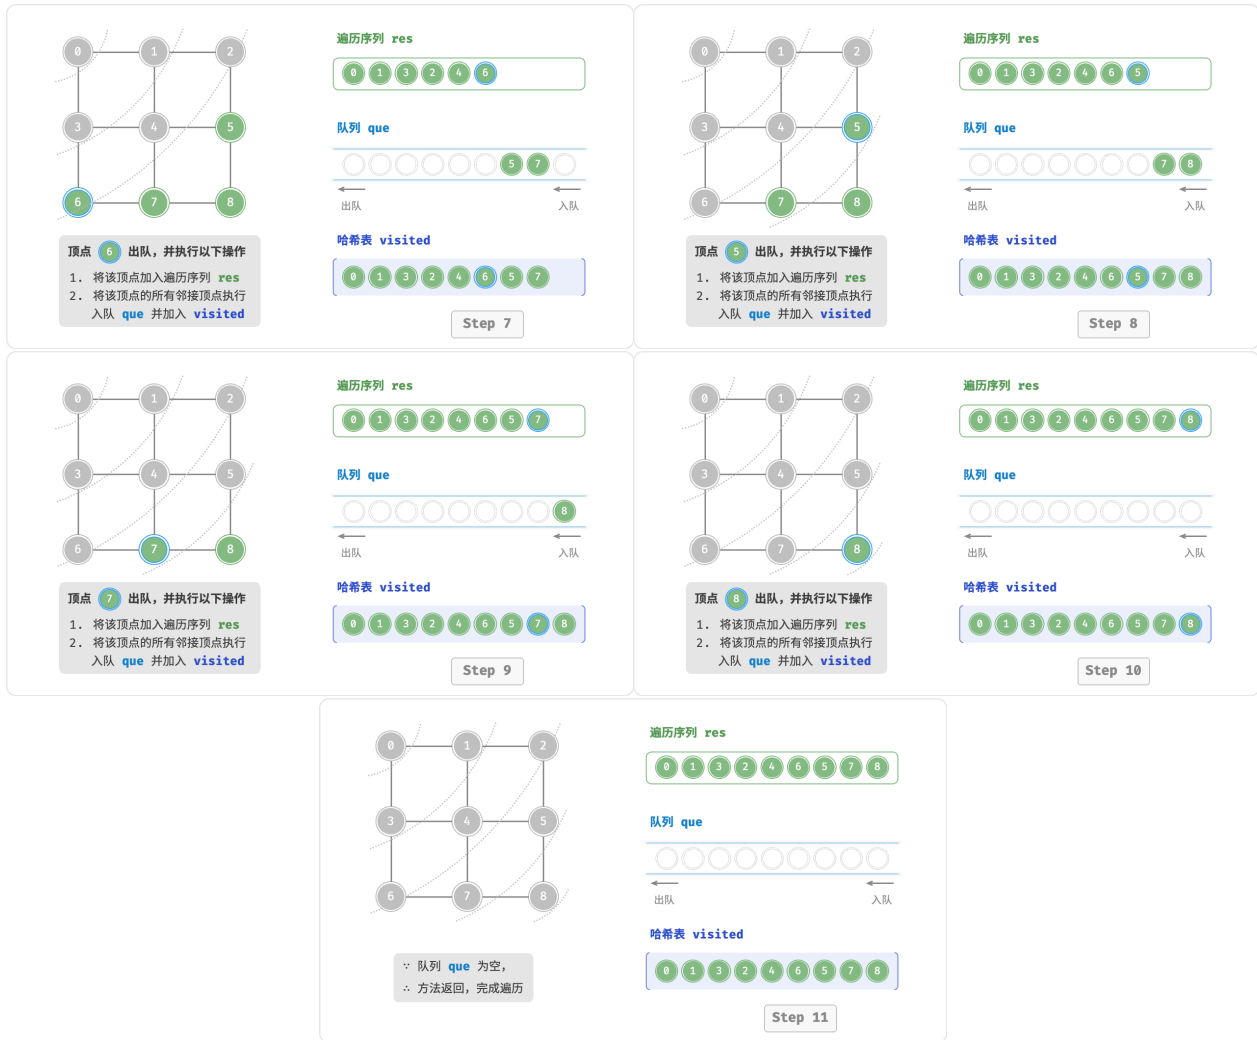 0 1 2
3 4 5
6 7 8
顶点 6 出队，并执行以下操作
1. 将该顶点加入遍历序列 res
2. 将该顶点的所有邻接顶点执行
入队 que 并加入 visited
遍历序列 res
0 1 3 2 4 6
队列 que
5 7
出队 入队
哈希表 visited
0 1 3 2 4 6 5 7
Step 7
0 1 2
3 4 5
6 7 8
顶点 5 出队，并执行以下操作
1. 将该顶点加入遍历序列 res
2. 将该顶点的所有邻接顶点执行
入队 que 并加入 visited
遍历序列 res
0 1 3 2 4 6 5
队列 que
7 8
出队 入队
哈希表 visited
0 1 3 2 4 6 5 7 8
Step 8
0 1 2
3 4 5
6 7 8
顶点 7 出队，并执行以下操作
1. 将该顶点加入遍历序列 res
2. 将该顶点的所有邻接顶点执行
入队 que 并加入 visited
遍历序列 res
0 1 3 2 4 6 5 7
队列 que
8
出队 入队
哈希表 visited
0 1 3 2 4 6 5 7 8
Step 9
0 1 2
3 4 5
6 7 8
顶点 8 出队，并执行以下操作
1. 将该顶点加入遍历序列 res
2. 将该顶点的所有邻接顶点执行
入队 que 并加入 visited
遍历序列 res
0 1 3 2 4 6 5 7 8
队列 que
出队 入队
哈希表 visited
0 1 3 2 4 6 5 7 8
Step 10
0 1 2
3 4 5
6 7 8
∵ 队列 que 为空，
∴ 方法返回，完成遍历
遍历序列 res
0 1 3 2 4 6 5 7 8
队列 que
出队 入队
哈希表 visited
0 1 3 2 4 6 5 7 8
Step 11